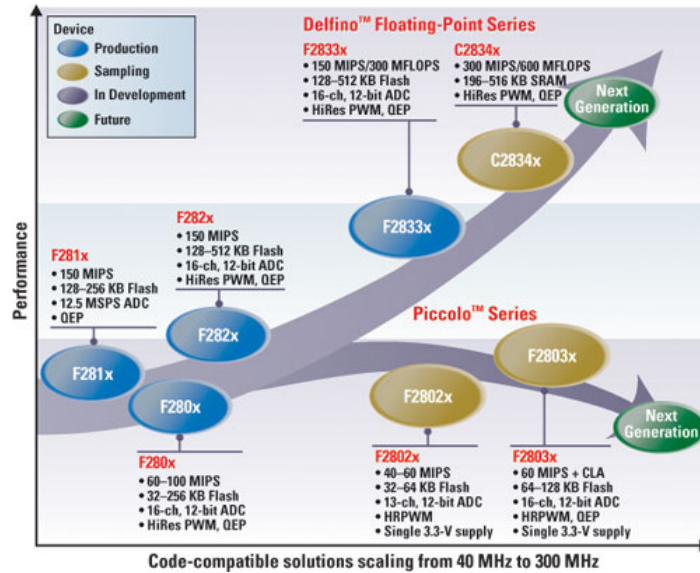 Device
Production
Sampling
In Development
Future
Delfino™ Floating-Point Series
F2833x
• 150 MIPS/300 MFLOPS
• 128–512 KB Flash
• 16-ch, 12-bit ADC
• HiRes PWM, QEP
C2834x
• 300 MIPS/600 MFLOPS
• 196–516 KB SRAM
• HiRes PWM, QEP
Next
Generation
C2834x
F2833x
F282x
• 150 MIPS
• 128–512 KB Flash
• 16-ch, 12-bit ADC
• HiRes PWM, QEP
F281x
• 150 MIPS
• 128–256 KB Flash
• 12.5 MSPS ADC
• QEP
Piccolo™ Series
F282x
F281x
F280x
F2803x
F2802x
Next
Generation
F280x
• 60–100 MIPS
• 32–256 KB Flash
• 16-ch, 12-bit ADC
• HiRes PWM, QEP
F2802x
• 40–60 MIPS
• 32–64 KB Flash
• 13-ch, 12-bit ADC
• HRPWM
• Single 3.3-V supply
F2803x
• 60 MIPS + CLA
• 64–128 KB Flash
• 16-ch, 12-bit ADC
• HRPWM, QEP
• Single 3.3-V supply
Performance
Code-compatible solutions scaling from 40 MHz to 300 MHz